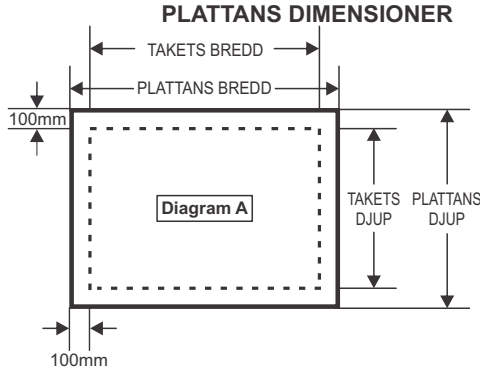 PLATTANS DIMENSIONER
TAKETS BREDD
PLATTANS BREDD
100mm
Diagram A
TAKETS
DJUP
PLATTANS
DJUP
100mm